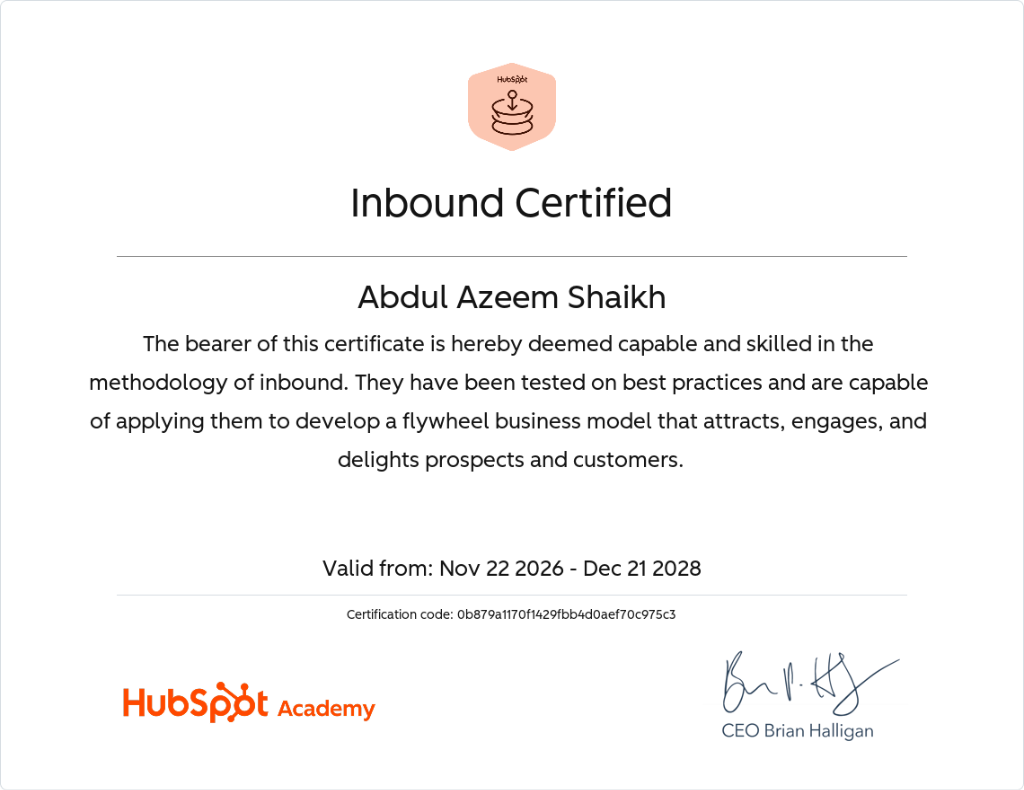 HubSpot
Inbound Certified
Abdul Azeem Shaikh
The bearer of this certificate is hereby deemed capable and skilled in the
methodology of inbound. They have been tested on best practices and are capable
of applying them to develop a flywheel business model that attracts, engages, and
delights prospects and customers.
Valid from: Nov 22 2026 - Dec 21 2028
Certification code: 0b879a1170f1429fbb4d0aef70c975c3
HubSpot Academy
CEO Brian Halligan